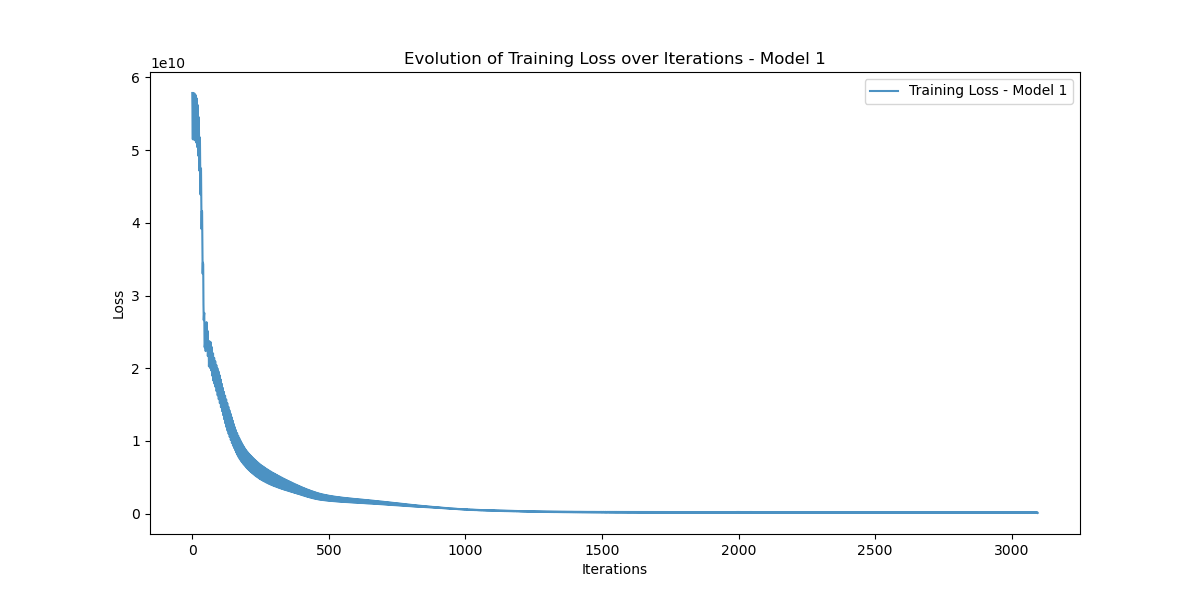 Evolution of Training Loss over Iterations - Model 1
1e10
Training Loss - Model 1
6
5
4
3
2
1
0
Loss
0 500 1000 1500 2000 2500 3000
Iterations